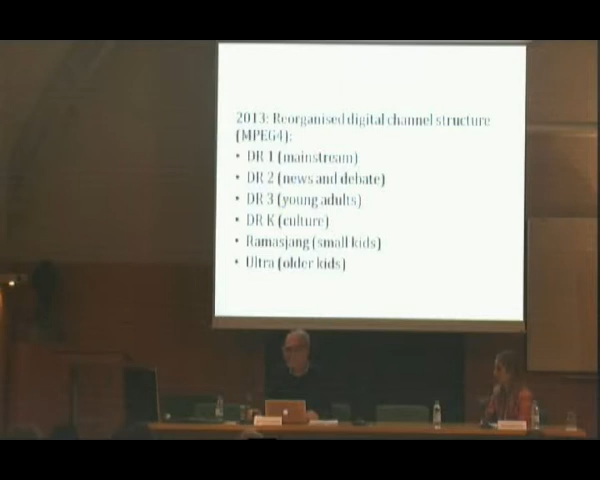 2013: Reorganised digital channel structure
(MPEG4):
• DR 1 (mainstream)
• DR 2 (news and debate)
• DR 3 (young adults)
• DR K (culture)
• Ramasjang (small kids)
• Ultra (older kids)